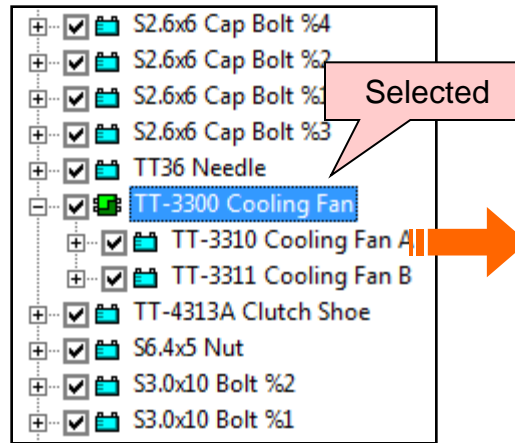 S2.6x6 Cap Bolt %4
S2.6x6 Cap Bolt %2
S2.6x6 Cap Bolt %1
Selected
S2.6x6 Cap Bolt %3
TT36 Needle
TT-3300 Cooling Fan
TT-3310 Cooling Fan A
TT-3311 Cooling Fan B
TT-4313A Clutch Shoe
S6.4x5 Nut
S3.0x10 Bolt %2
S3.0x10 Bolt %1